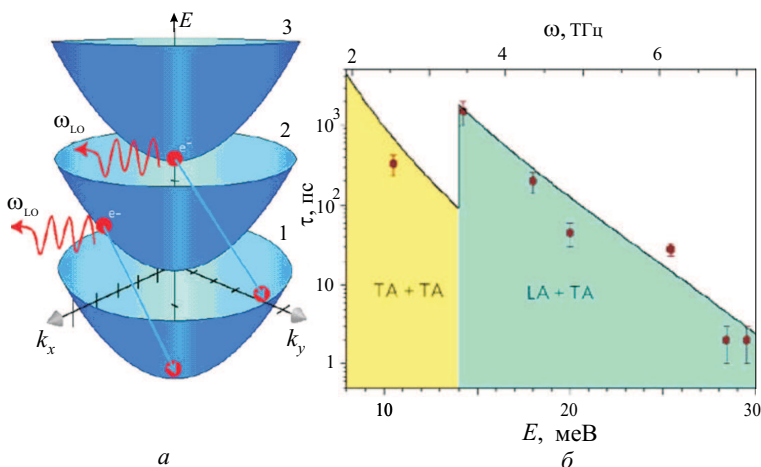 E
3
ω_LO
e-
2
ω_LO
e-
1
k_x
k_y
а
ω, ТГц
2
4
6
τ, пс
10³
10²
10
1
TA + TA
LA + TA
10
20
30
E, меВ
б